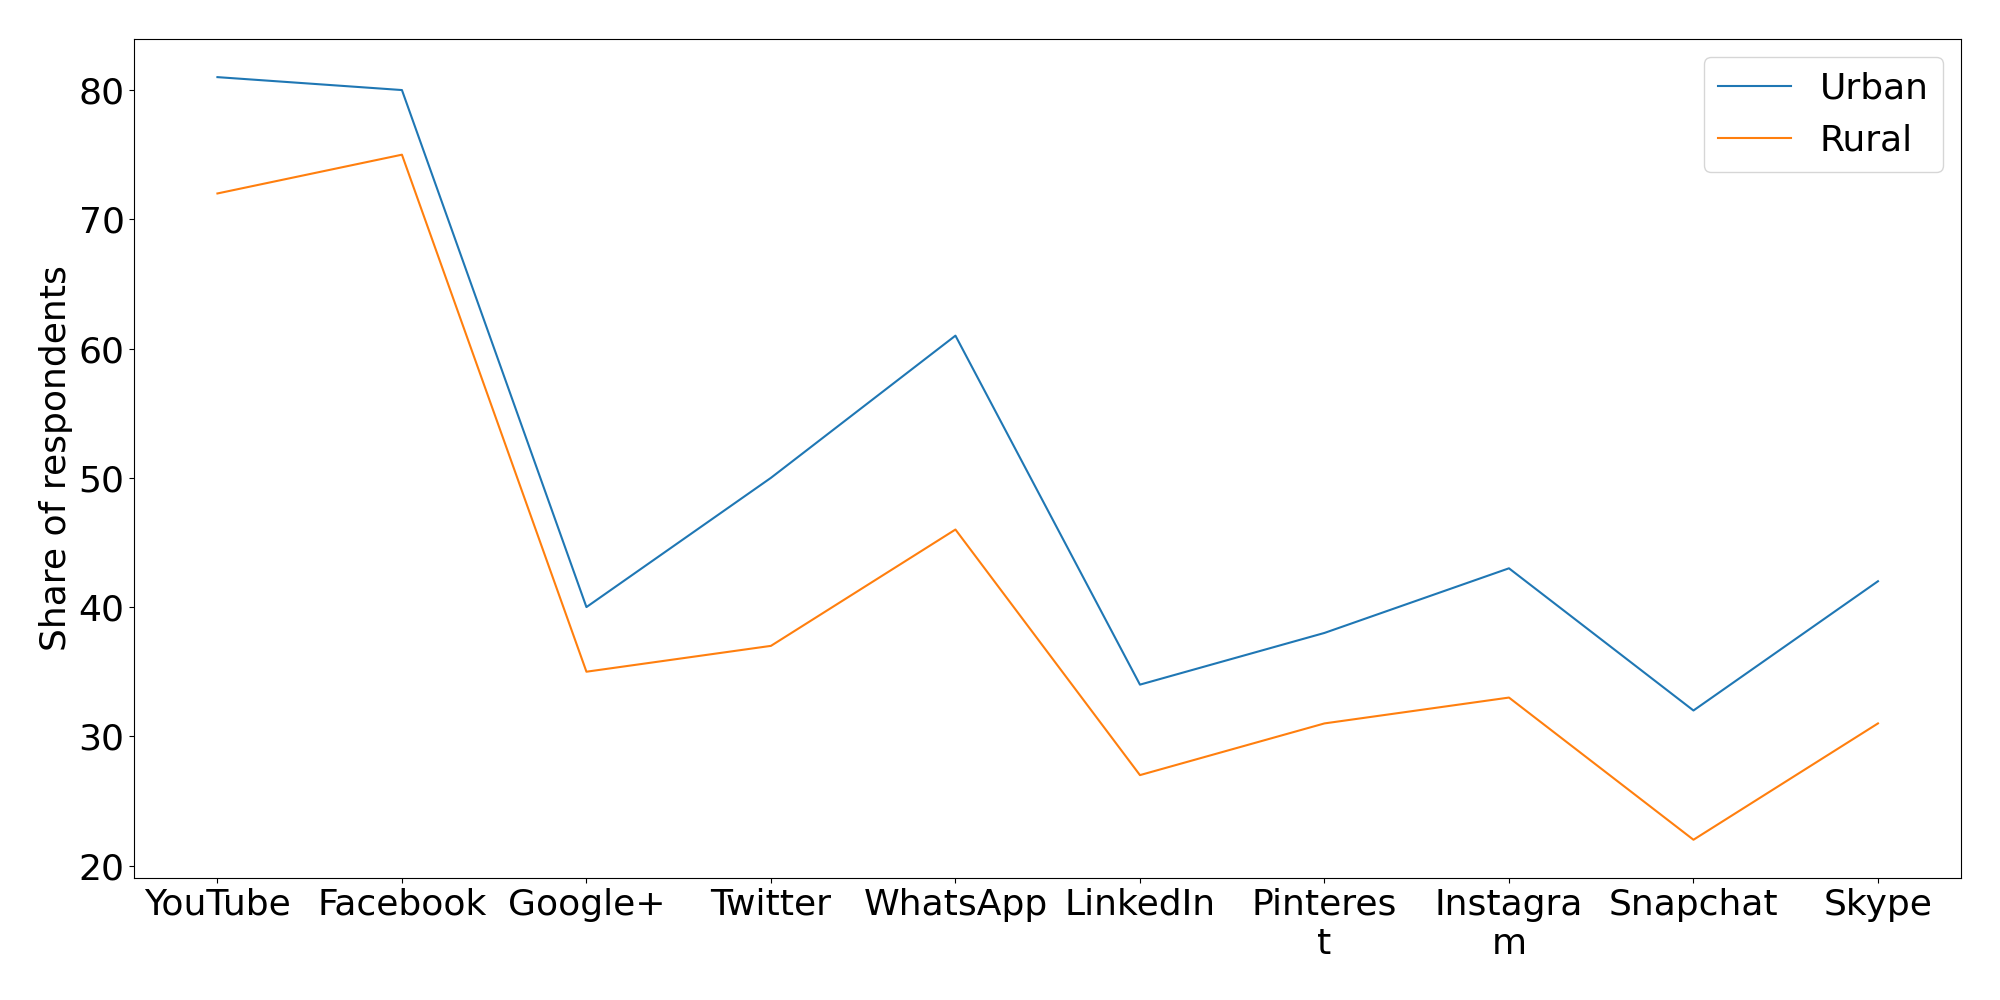 Urban
Rural
Share of respondents
80
70
60
50
40
30
20
YouTube
Facebook
Google+
Twitter
WhatsApp
LinkedIn
Pinteres
t
Instagra
m
Snapchat
Skype